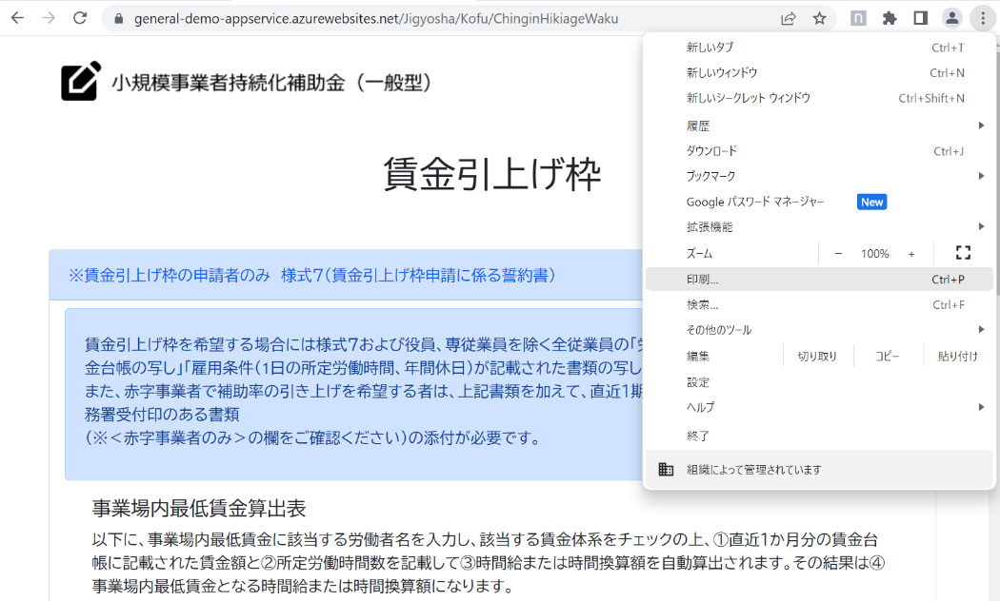 general-demo-appservice.azurewebsites.net/Jigyosha/Kofu/ChinginHikiageWaku
小規模事業者持続化補助金（一般型）
賃金引上げ枠
※賃金引上げ枠の申請者のみ 様式7（賃金引上げ枠申請に係る誓約書）
賃金引上げ枠を希望する場合には様式7および役員、専従業員を除く全従業員の「
金台帳の写し」「雇用条件（1日の所定労働時間、年間休日）が記載された書類の写し
また、赤字事業者で補助率の引き上げを希望する者は、上記書類を加えて、直近1期
務署受付印のある書類
（※＜赤字事業者のみ＞の欄をご確認ください）の添付が必要です。
事業場内最低賃金算出表
以下に、事業場内最低賃金に該当する労働者名を入力し、該当する賃金体系をチェックの上、①直近1か月分の賃金台
帳に記載された賃金額と②所定労働時間数を記載して③時間給または時間換算額を自動算出されます。その結果は④
事業場内最低賃金となる時間給または時間換算額になります。
新しいタブ Ctrl+T
新しいウィンドウ Ctrl+N
新しいシークレット ウィンドウ Ctrl+Shift+N
履歴
ダウンロード Ctrl+J
ブックマーク
Google パスワード マネージャー New
拡張機能
ズーム − 100% +
印刷... Ctrl+P
検索... Ctrl+F
その他のツール
編集 切り取り コピー 貼り付け
設定
ヘルプ
終了
組織によって管理されています